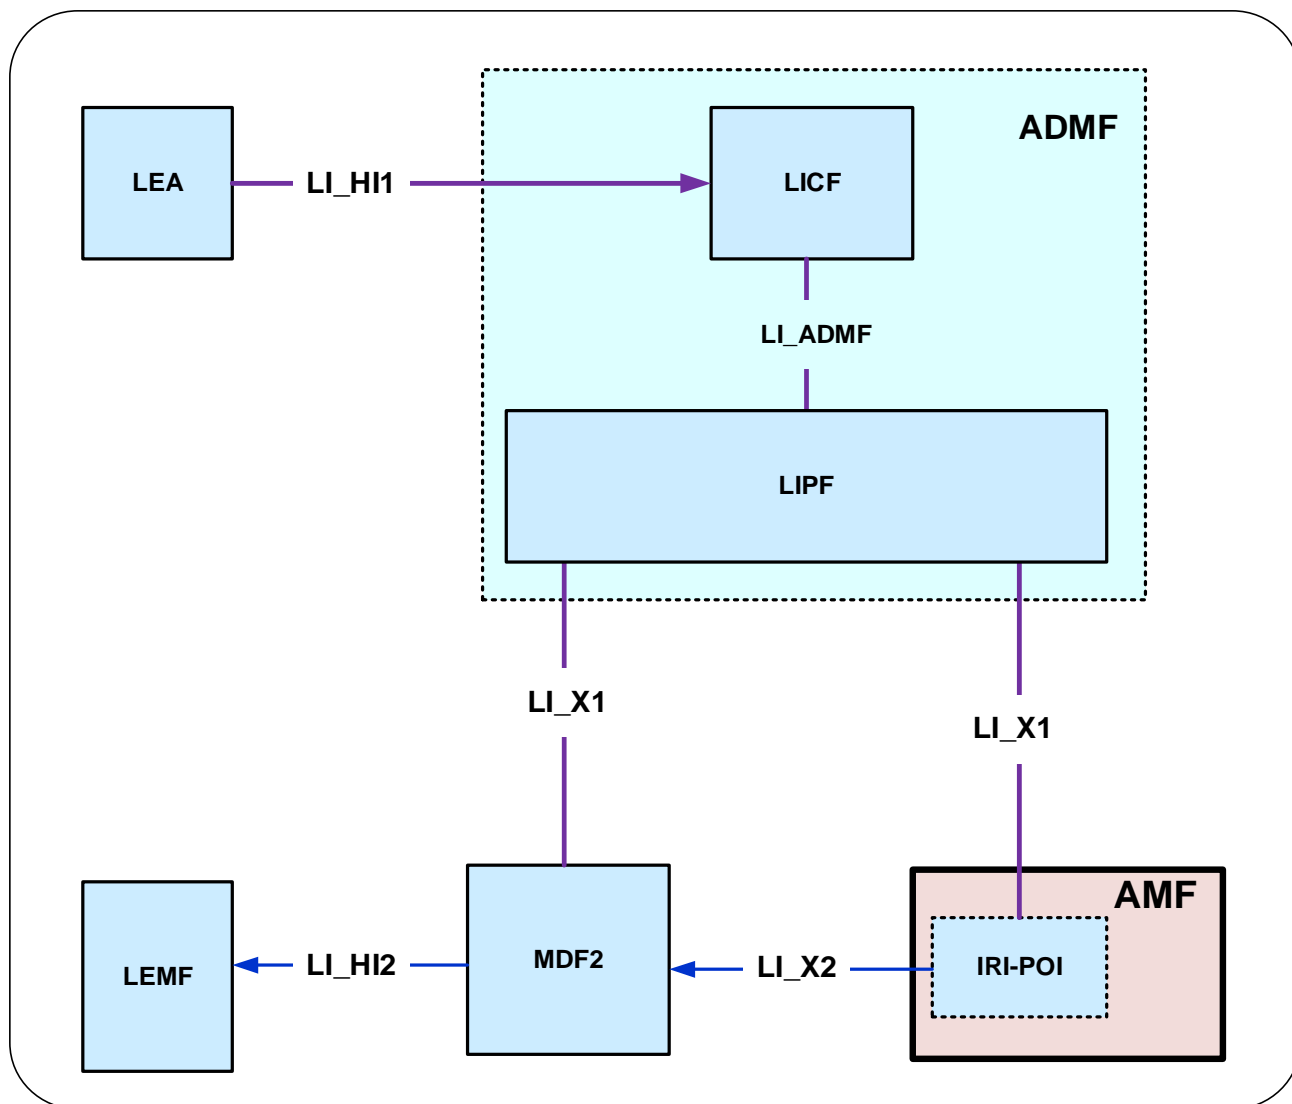 ADMF
LEA
LI_HI1
LICF
LI_ADMF
LIPF
LI_X1
LI_X1
AMF
LEMF
LI_HI2
MDF2
LI_X2
IRI-POI